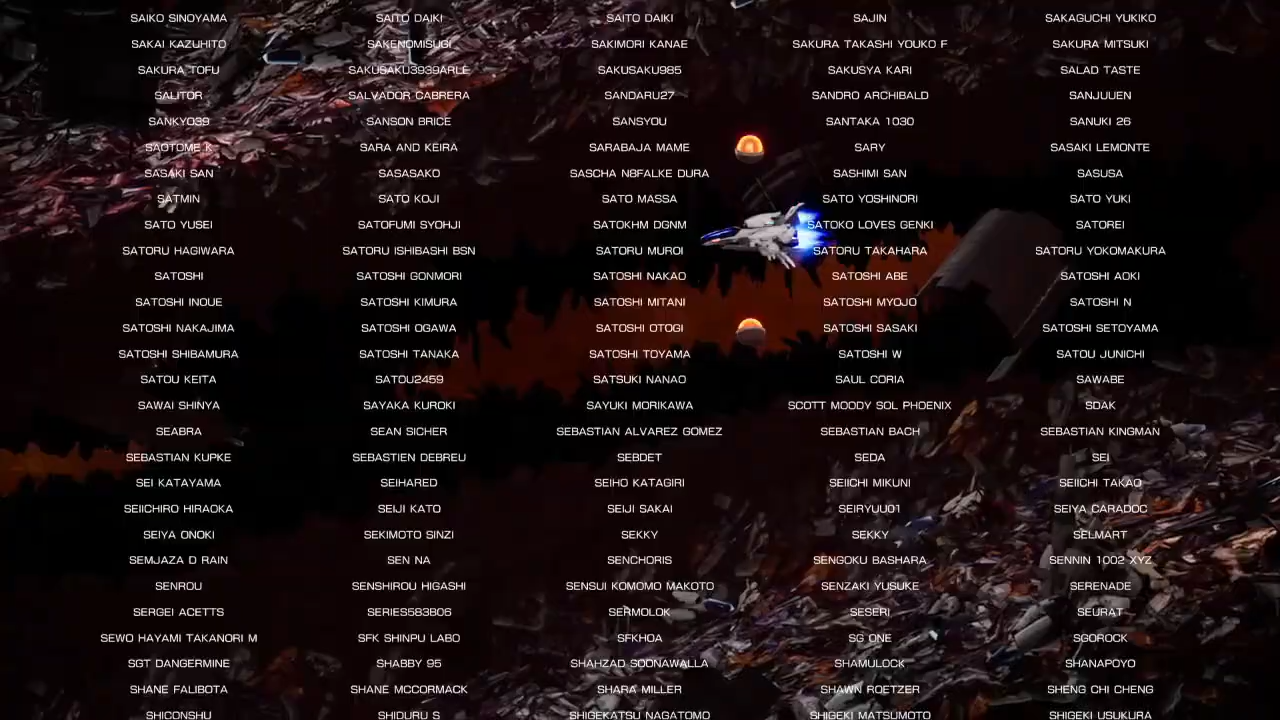 SAIKO SINOYAMA SAITO DAIKI SAITO DAIKI SAJIN SAKAGUCHI YUKIKO
SAKAI KAZUHITO SAKENOMISUGI SAKIMORI KANAE SAKURA TAKASHI YOUKO F SAKURA MITSUKI
SAKURA TOFU SAKUSAKU3939ARLE SAKUSAKU985 SAKUSYA KARI SALAD TASTE
SALITOR SALVADOR CABRERA SANDARU27 SANDRO ARCHIBALD SANJUUEN
SANKYO39 SANSON BRICE SANSYOU SANTAKA 1030 SANUKI 26
SAOTOME K SARA AND KEIRA SARABAJA MAME SARY SASAKI LEMONTE
SASAKI SAN SASASAKO SASCHA N8FALKE DURA SASHIMI SAN SASUSA
SATMIN SATO KOJI SATO MASSA SATO YOSHINORI SATO YUKI
SATO YUSEI SATOFUMI SYOHJI SATOKHM DGNM SATOKO LOVES GENKI SATOREI
SATORU HAGIWARA SATORU ISHIBASHI BSN SATORU MUROI SATORU TAKAHARA SATORU YOKOMAKURA
SATOSHI SATOSHI GONMORI SATOSHI NAKAO SATOSHI ABE SATOSHI AOKI
SATOSHI INOUE SATOSHI KIMURA SATOSHI MITANI SATOSHI MYOJO SATOSHI N
SATOSHI NAKAJIMA SATOSHI OGAWA SATOSHI OTOGI SATOSHI SASAKI SATOSHI SETOYAMA
SATOSHI SHIBAMURA SATOSHI TANAKA SATOSHI TOYAMA SATOSHI W SATOU JUNICHI
SATOU KEITA SATOU2459 SATSUKI NANAO SAUL CORIA SAWABE
SAWAI SHINYA SAYAKA KUROKI SAYUKI MORIKAWA SCOTT MOODY SOL PHOENIX SDAK
SEABRA SEAN SICHER SEBASTIAN ALVAREZ GOMEZ SEBASTIAN BACH SEBASTIAN KINGMAN
SEBASTIAN KUPKE SEBASTIEN DEBREU SEBDET SEDA SEI
SEI KATAYAMA SEIHARED SEIHO KATAGIRI SEIICHI MIKUNI SEIICHI TAKAO
SEIICHIRO HIRAOKA SEIJI KATO SEIJI SAKAI SEIRYUU01 SEIYA CARADOC
SEIYA ONOKI SEKIMOTO SINZI SEKKY SEKKY SELMART
SEMJAZA D RAIN SEN NA SENCHORIS SENGOKU BASHARA SENNIN 1002 XYZ
SENROU SENSHIROU HIGASHI SENSUI KOMOMO MAKOTO SENZAKI YUSUKE SERENADE
SERGEI ACETTS SERIES583B06 SERMOLOK SESERI SEURAT
SEWO HAYAMI TAKANORI M SFK SHINPU LABO SFKHOA SG ONE SGOROCK
SGT DANGERMINE SHABBY 95 SHAHZAD SOONAWALLA SHAMULOCK SHANAPOYO
SHANE FALIBOTA SHANE MCCORMACK SHARA MILLER SHAWN ROETZER SHENG CHI CHENG
SHICONSHU SHIDURU S SHIGEKATSU NAGATOMO SHIGEKI MATSUMOTO SHIGEKI USUKURA